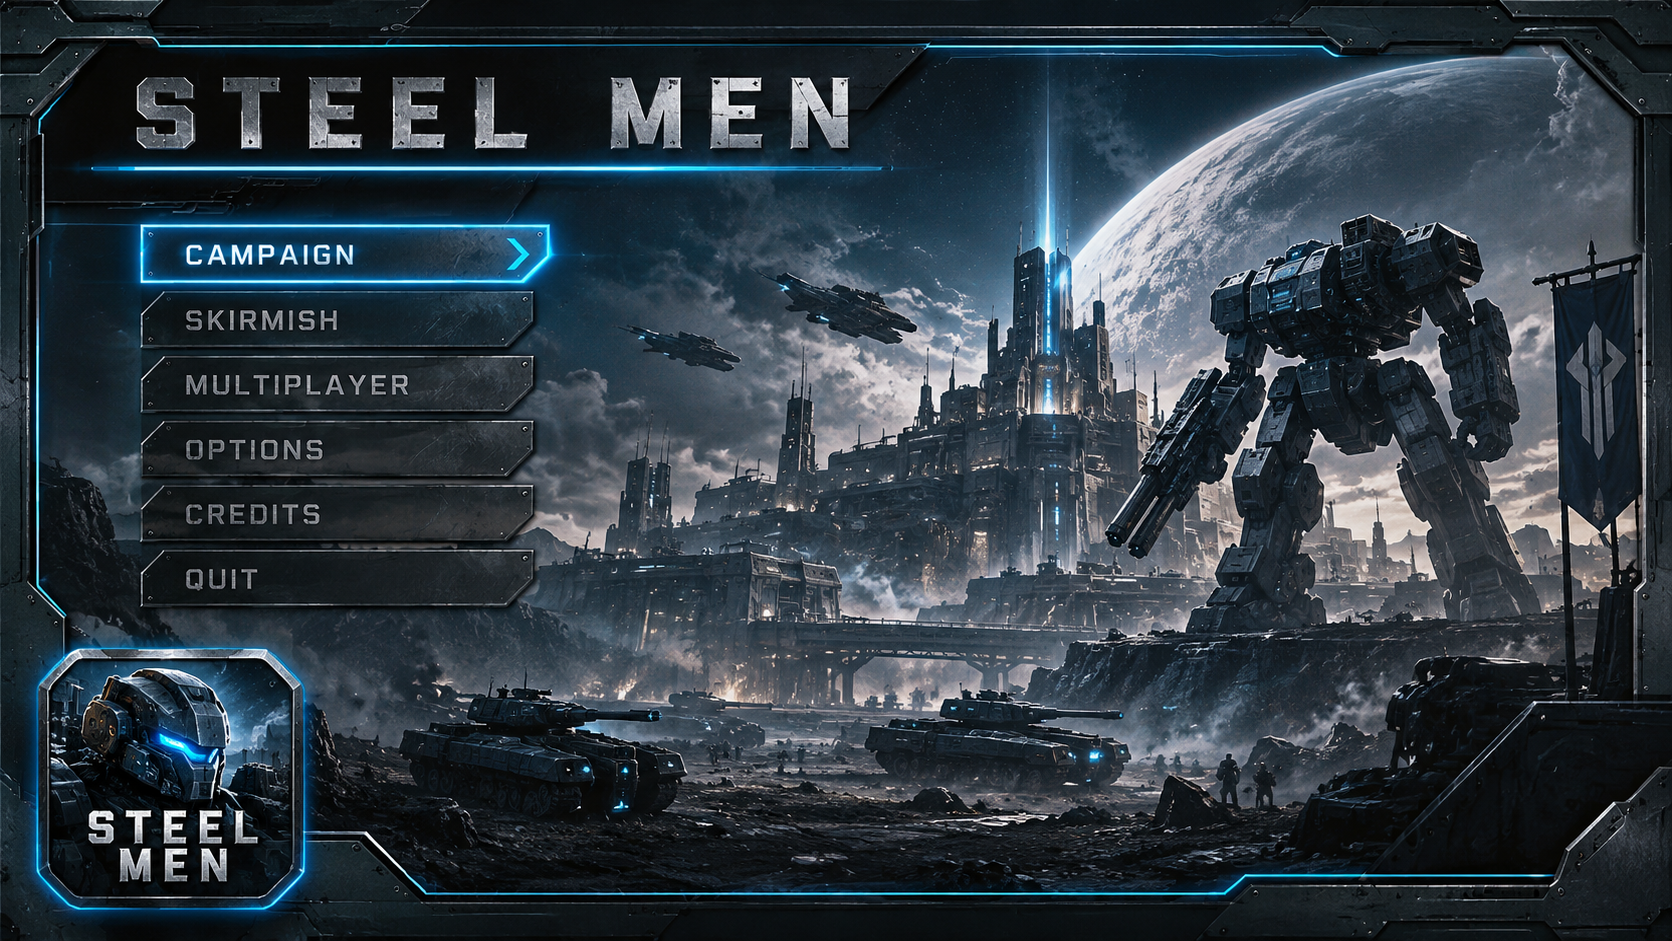 STEEL MEN
CAMPAIGN
SKIRMISH
MULTIPLAYER
OPTIONS
CREDITS
QUIT
STEEL
MEN